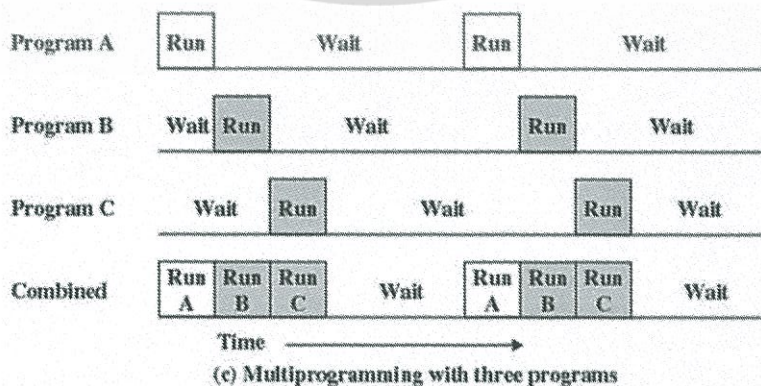 Program A Run Wait Run Wait
Program B Wait Run Wait Run Wait
Program C Wait Run Wait Run Wait
Combined Run A Run B Run C Wait Run A Run B Run C Wait
Time
(c) Multiprogramming with three programs